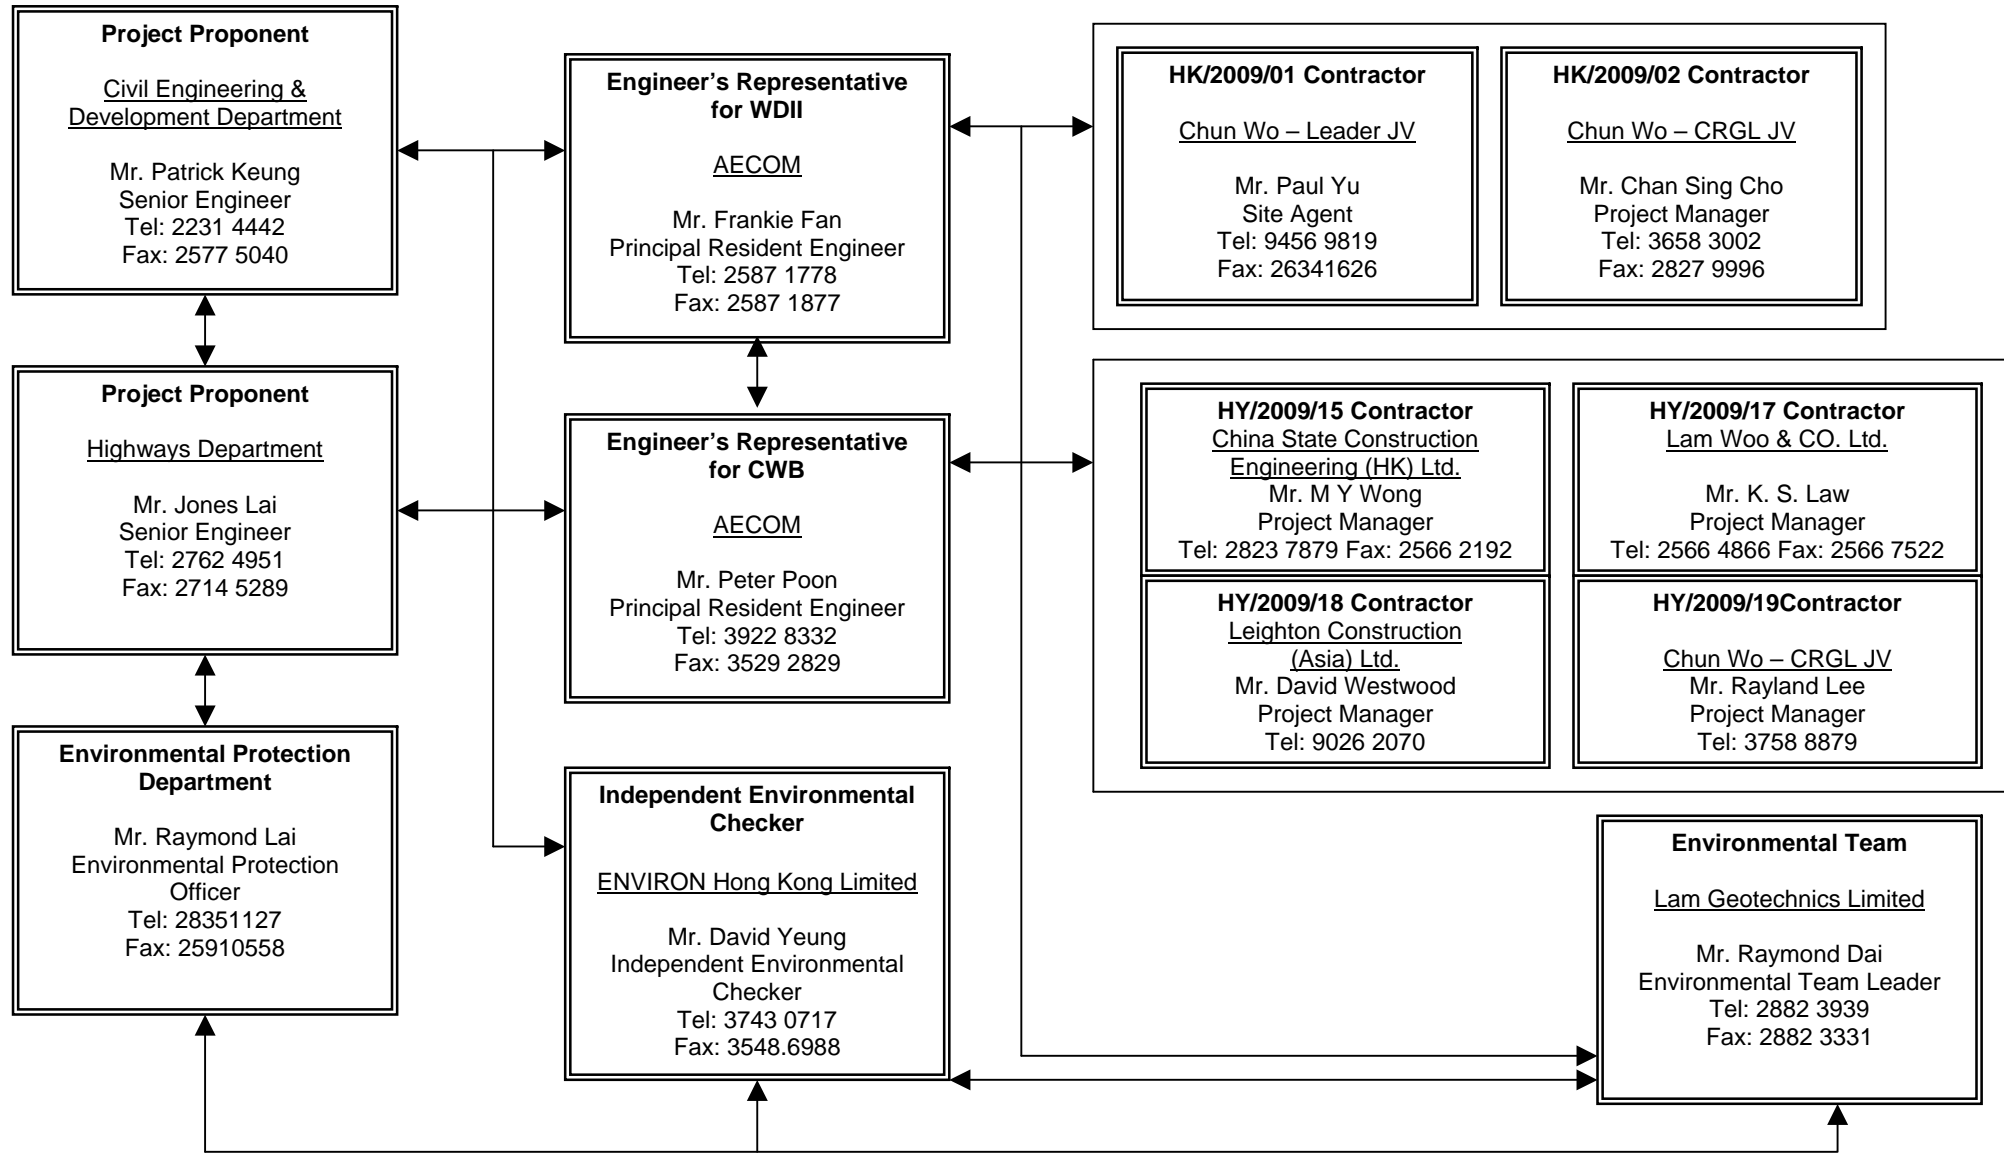 Project Proponent
Civil Engineering &
Development Department
Mr. Patrick Keung
Senior Engineer
Tel: 2231 4442
Fax: 2577 5040
Project Proponent
Highways Department
Mr. Jones Lai
Senior Engineer
Tel: 2762 4951
Fax: 2714 5289
Environmental Protection
Department
Mr. Raymond Lai
Environmental Protection
Officer
Tel: 28351127
Fax: 25910558
Engineer’s Representative
for WDII
AECOM
Mr. Frankie Fan
Principal Resident Engineer
Tel: 2587 1778
Fax: 2587 1877
Engineer’s Representative
for CWB
AECOM
Mr. Peter Poon
Principal Resident Engineer
Tel: 3922 8332
Fax: 3529 2829
Independent Environmental
Checker
ENVIRON Hong Kong Limited
Mr. David Yeung
Independent Environmental
Checker
Tel: 3743 0717
Fax: 3548.6988
HK/2009/01 Contractor
Chun Wo – Leader JV
Mr. Paul Yu
Site Agent
Tel: 9456 9819
Fax: 26341626
HK/2009/02 Contractor
Chun Wo – CRGL JV
Mr. Chan Sing Cho
Project Manager
Tel: 3658 3002
Fax: 2827 9996
HY/2009/15 Contractor
China State Construction
Engineering (HK) Ltd.
Mr. M Y Wong
Project Manager
Tel: 2823 7879 Fax: 2566 2192
HY/2009/17 Contractor
Lam Woo & CO. Ltd.
Mr. K. S. Law
Project Manager
Tel: 2566 4866 Fax: 2566 7522
HY/2009/18 Contractor
Leighton Construction
(Asia) Ltd.
Mr. David Westwood
Project Manager
Tel: 9026 2070
HY/2009/19Contractor
Chun Wo – CRGL JV
Mr. Rayland Lee
Project Manager
Tel: 3758 8879
Environmental Team
Lam Geotechnics Limited
Mr. Raymond Dai
Environmental Team Leader
Tel: 2882 3939
Fax: 2882 3331